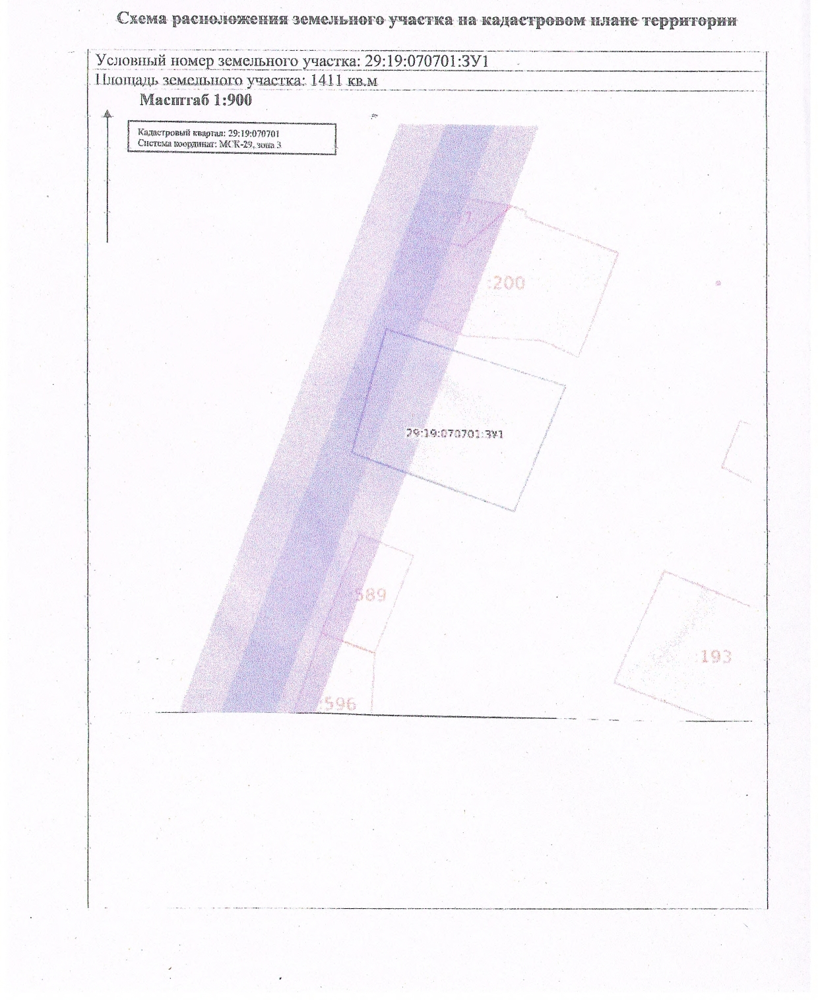 Схема расположения земельного участка на кадастровом плане территории
Условный номер земельного участка: 29:19:070701:ЗУ1
Площадь земельного участка: 1411 кв.м
Масштаб 1:900
Кадастровый квартал: 29:19:070701
Система координат: МСК-29, зона 3
:200
29:19:070701:ЗУ1
:589
:193
:596